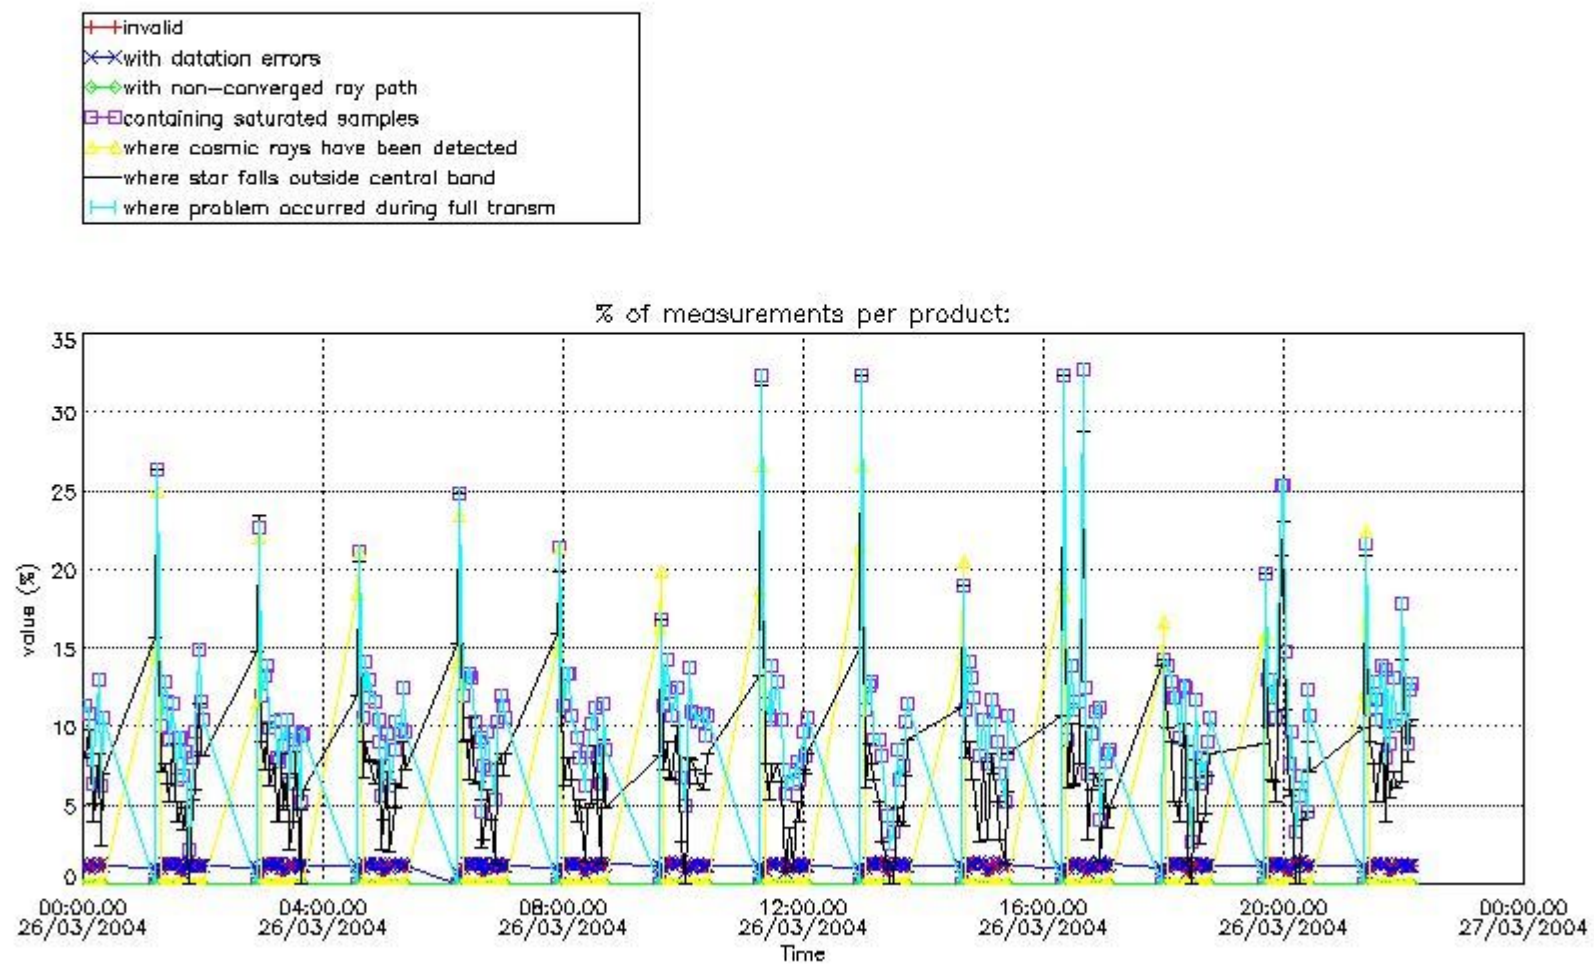 invalid
with datation errors
with non-converged ray path
containing saturated samples
where cosmic rays have been detected
where star falls outside central band
where problem occurred during full transm
% of measurements per product:
35
30
25
20
15
10
5
0
value (%)
00:00:00 04:00:00 08:00:00 12:00:00 16:00:00 20:00:00 00:00:00
26/03/2004 26/03/2004 26/03/2004 26/03/2004 26/03/2004 26/03/2004 27/03/2004
Time